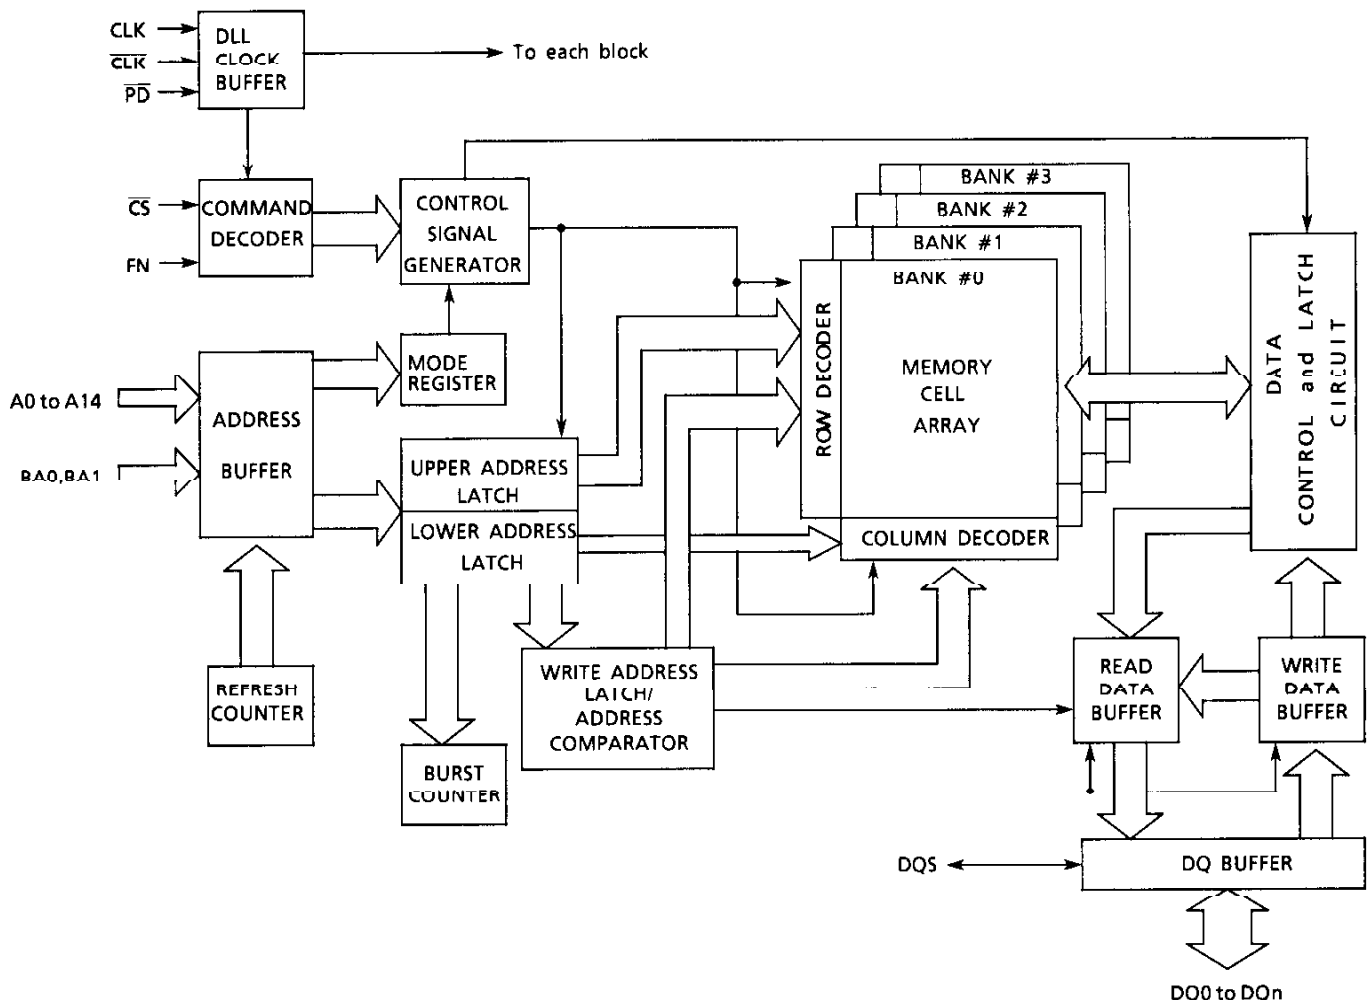 CLK
DLL
CLOCK
BUFFER
CLK
PD
To each block
CS
FN
COMMAND
DECODER
CONTROL
SIGNAL
GENERATOR
BANK #3
BANK #2
BANK #1
BANK #0
MODE
REGISTER
A0 to A14
BA0,BA1
ADDRESS
BUFFER
UPPER ADDRESS
LATCH
LOWER ADDRESS
LATCH
ROW DECODER
MEMORY
CELL
ARRAY
COLUMN DECODER
DATA
CONTROL and LATCH
CIRCUIT
REFRESH
COUNTER
BURST
COUNTER
WRITE ADDRESS
LATCH/
ADDRESS
COMPARATOR
READ
DATA
BUFFER
WRITE
DATA
BUFFER
DQS
DQ BUFFER
DQ0 to DQn